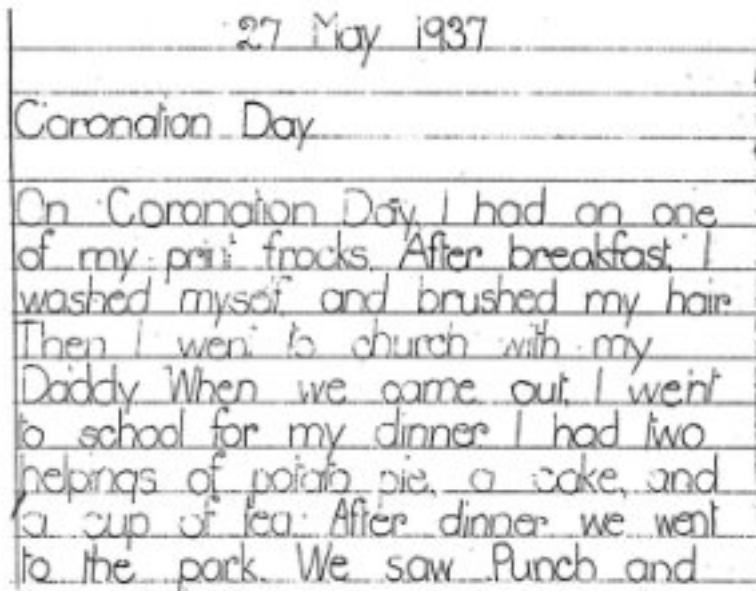 27 May 1937
Coronation Day
On Coronation Day, I had on one
of my print frocks. After breakfast, I
washed myself and brushed my hair.
Then I went to church with my
Daddy. When we came out, I went
to school for my dinner. I had two
helpings of potato pie, a cake, and
a cup of tea. After dinner we went
to the park. We saw Punch and